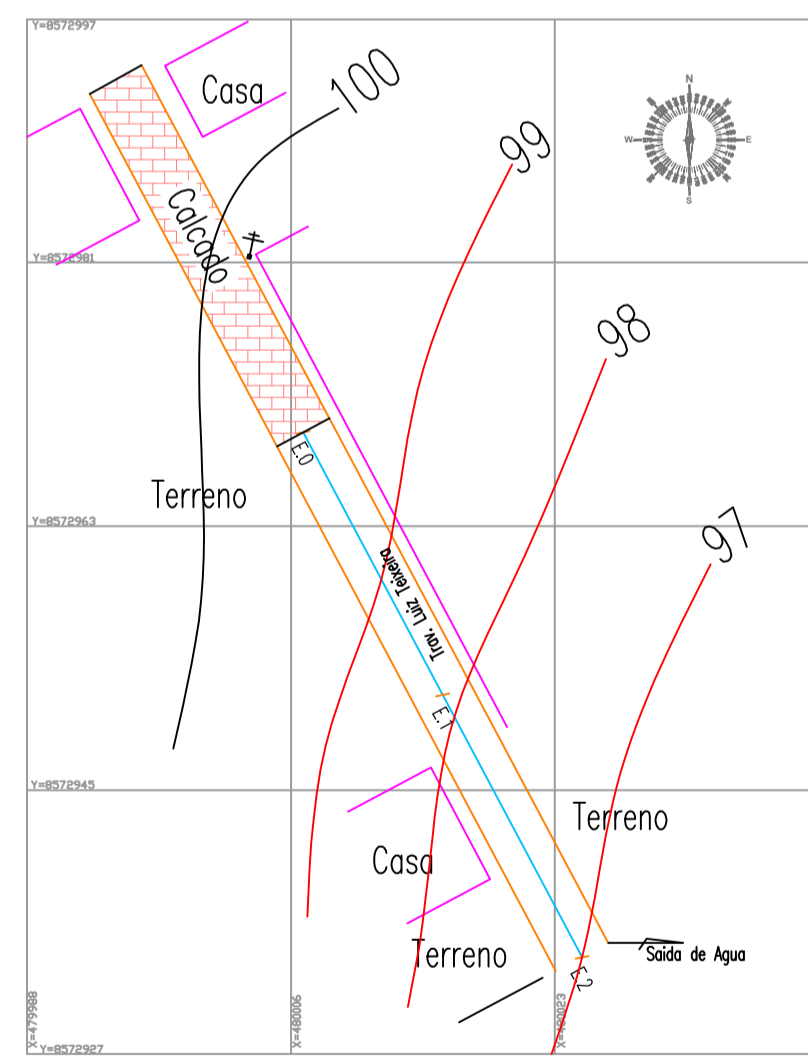 Y=8572997
Casa
100
99
N
W
E
S
Calcado
Y=8572981
98
E.0
Terreno
Y=8572963
97
Trav. Luiz Teixeira
E.1
Y=8572945
Terreno
Casa
Terreno
Saida de Agua
E.2
X=479988
X=480006
X=480023
Y=8572927